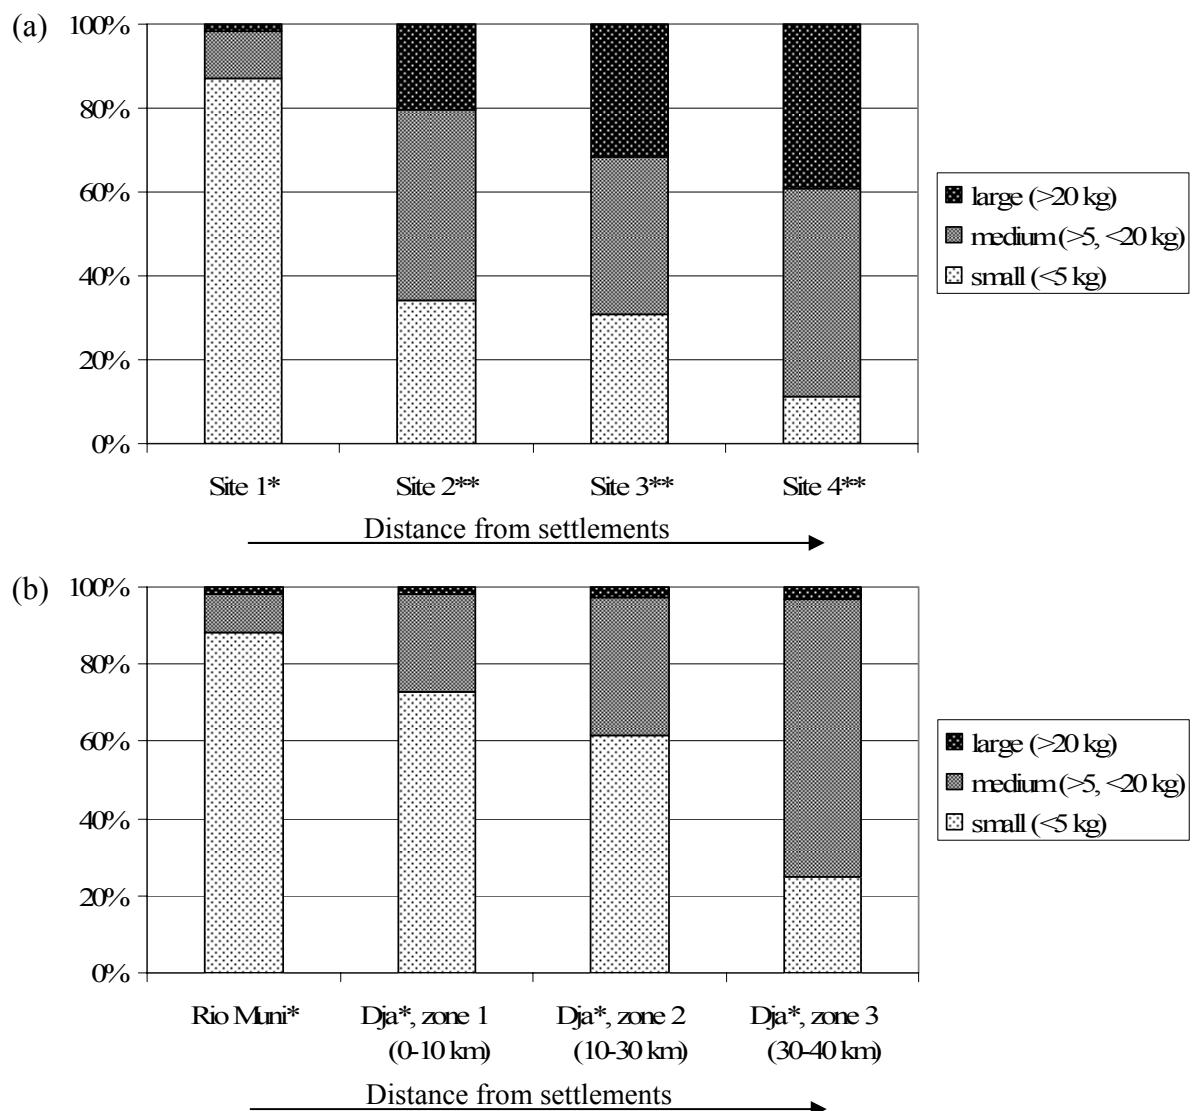 (a)
100%
80%
60%
40%
20%
0%
large (>20 kg)
medium (>5, <20 kg)
small (<5 kg)
Site 1* Site 2** Site 3** Site 4**
Distance from settlements
(b)
100%
80%
60%
40%
20%
0%
large (>20 kg)
medium (>5, <20 kg)
small (<5 kg)
Rio Muni* Dja*, zone 1 Dja*, zone 2 Dja*, zone 3
(0-10 km) (10-30 km) (30-40 km)
Distance from settlements